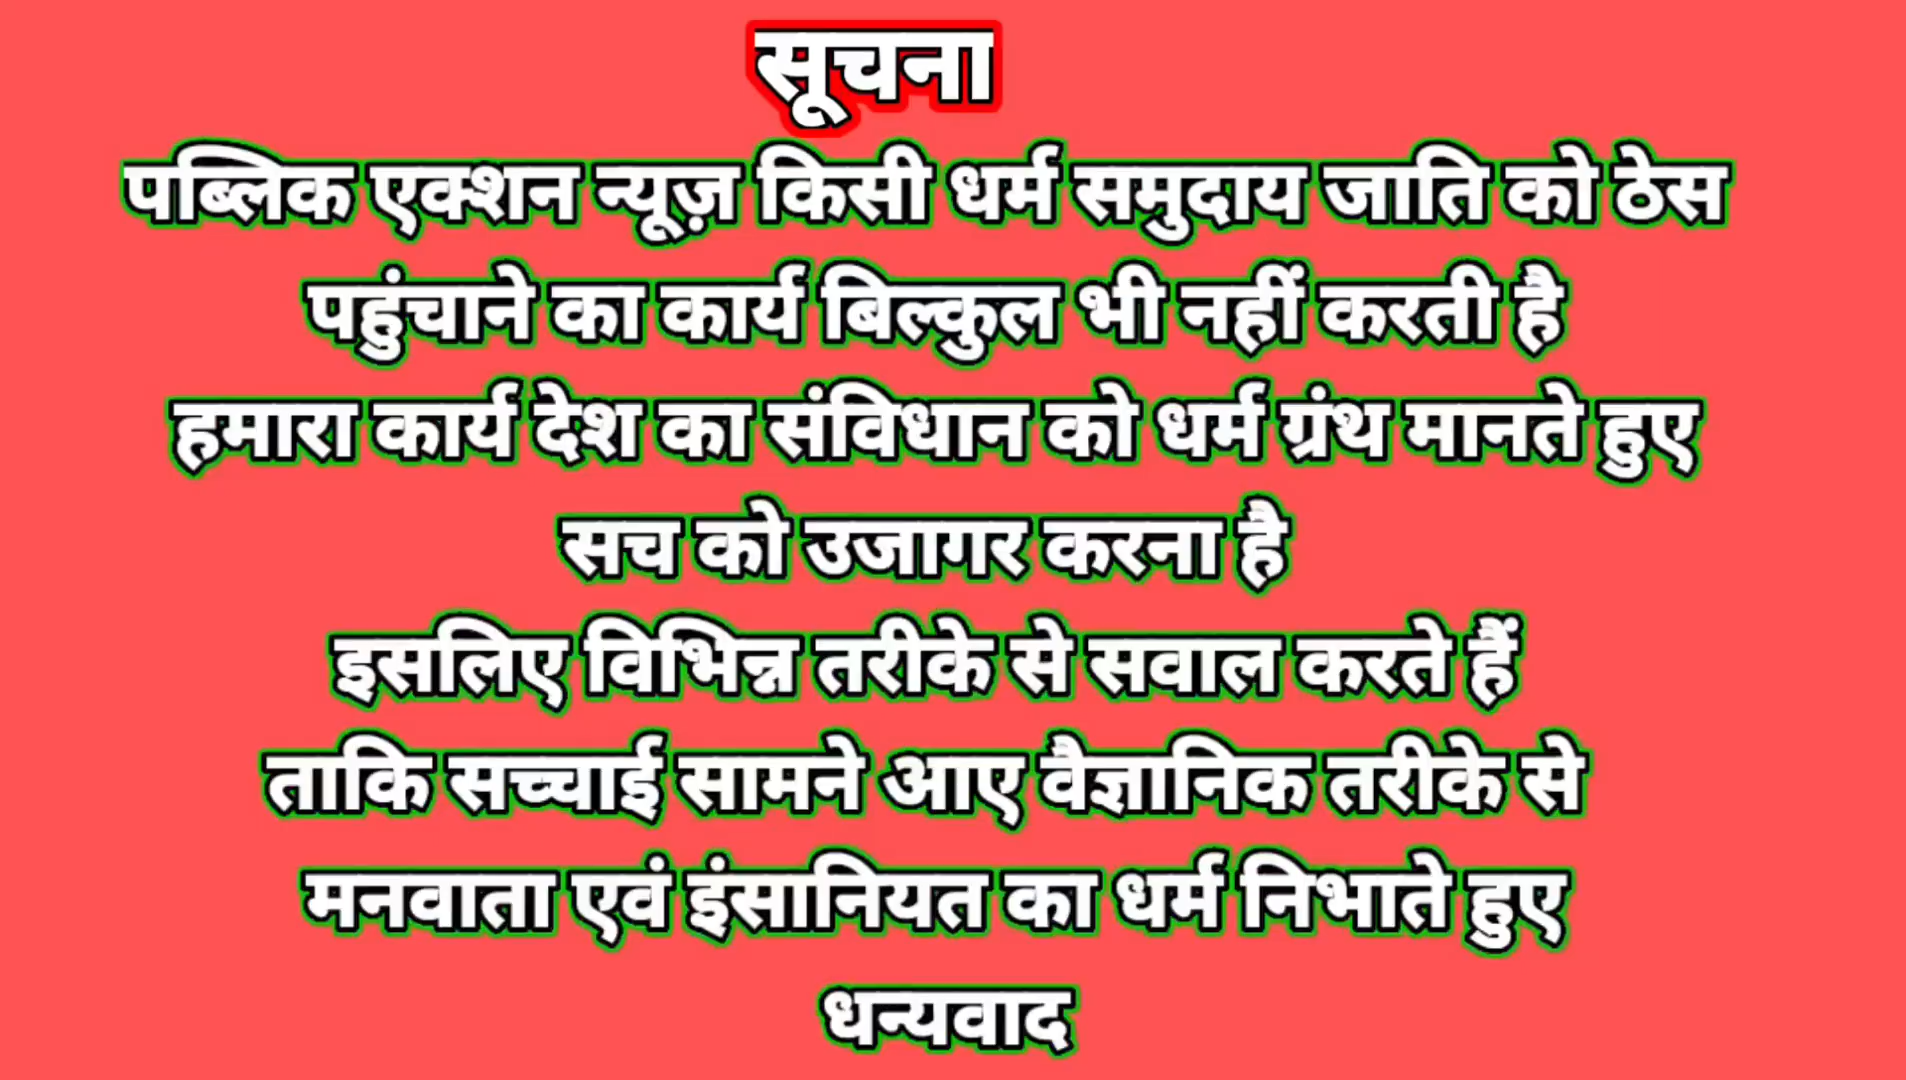 सूचना
पब्लिक एक्शन न्यूज़ किसी धर्म समुदाय जाति को ठेस
पहुंचाने का कार्य बिल्कुल भी नहीं करती है
हमारा कार्य देश का संविधान को धर्म ग्रंथ मानते हुए
सच को उजागर करना है
इसलिए विभिन्न तरीके से सवाल करते हैं
ताकि सच्चाई सामने आए वैज्ञानिक तरीके से
मनवाता एवं इंसानियत का धर्म निभाते हुए
धन्यवाद